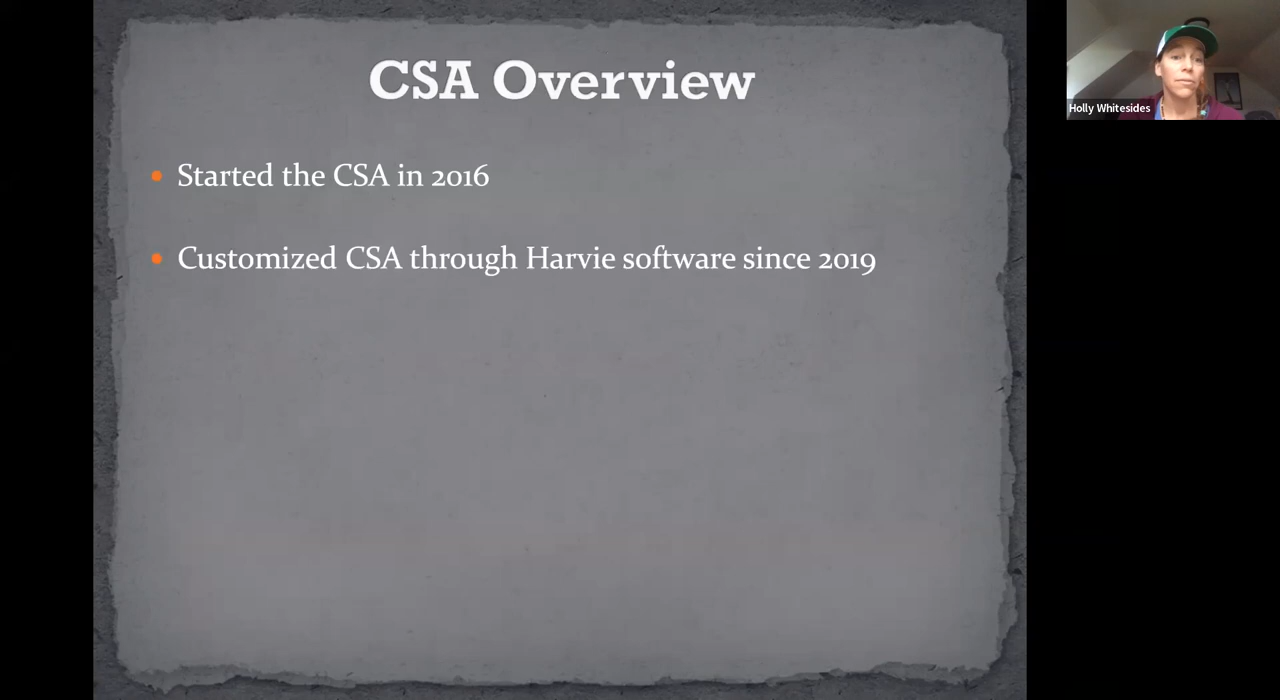 CSA Overview
Started the CSA in 2016
Customized CSA through Harvie software since 2019
Holly Whitesides